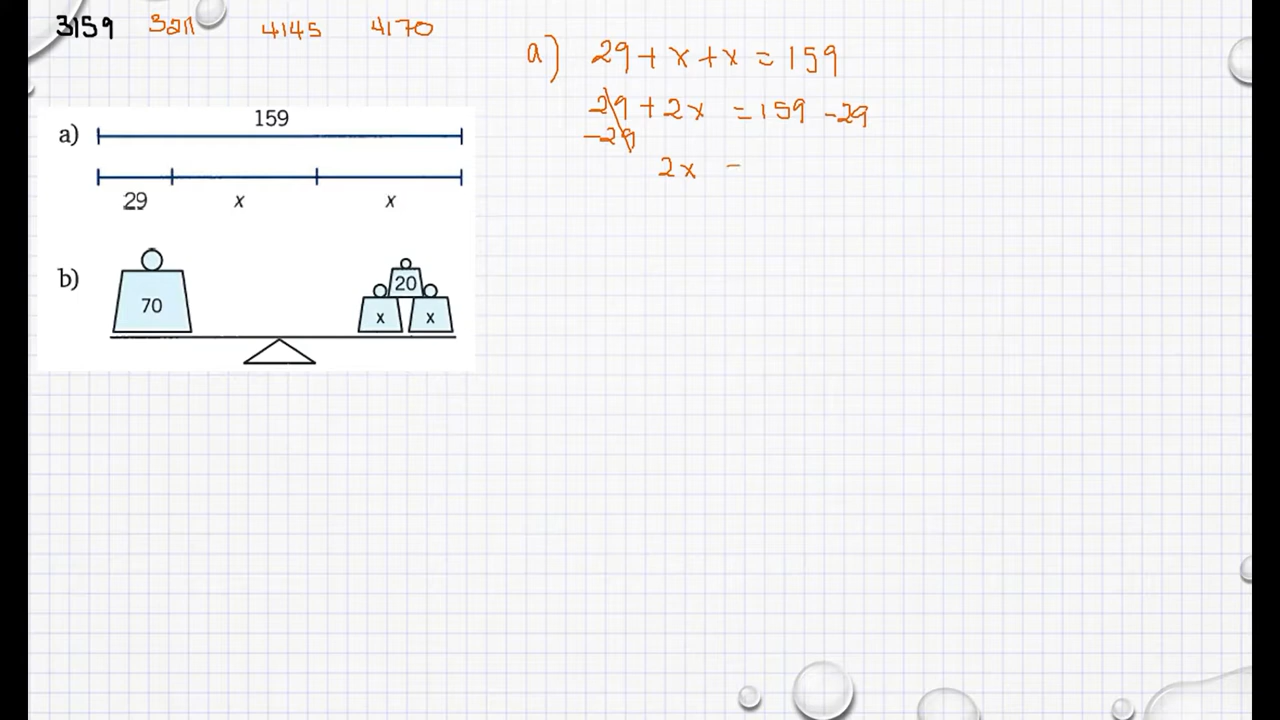 3159 3211 4145 4170
a) 29 + x + x = 159
29 + 2x = 159 - 29
-29
2x =
a) 159
29 x x
b) 70 20
x x